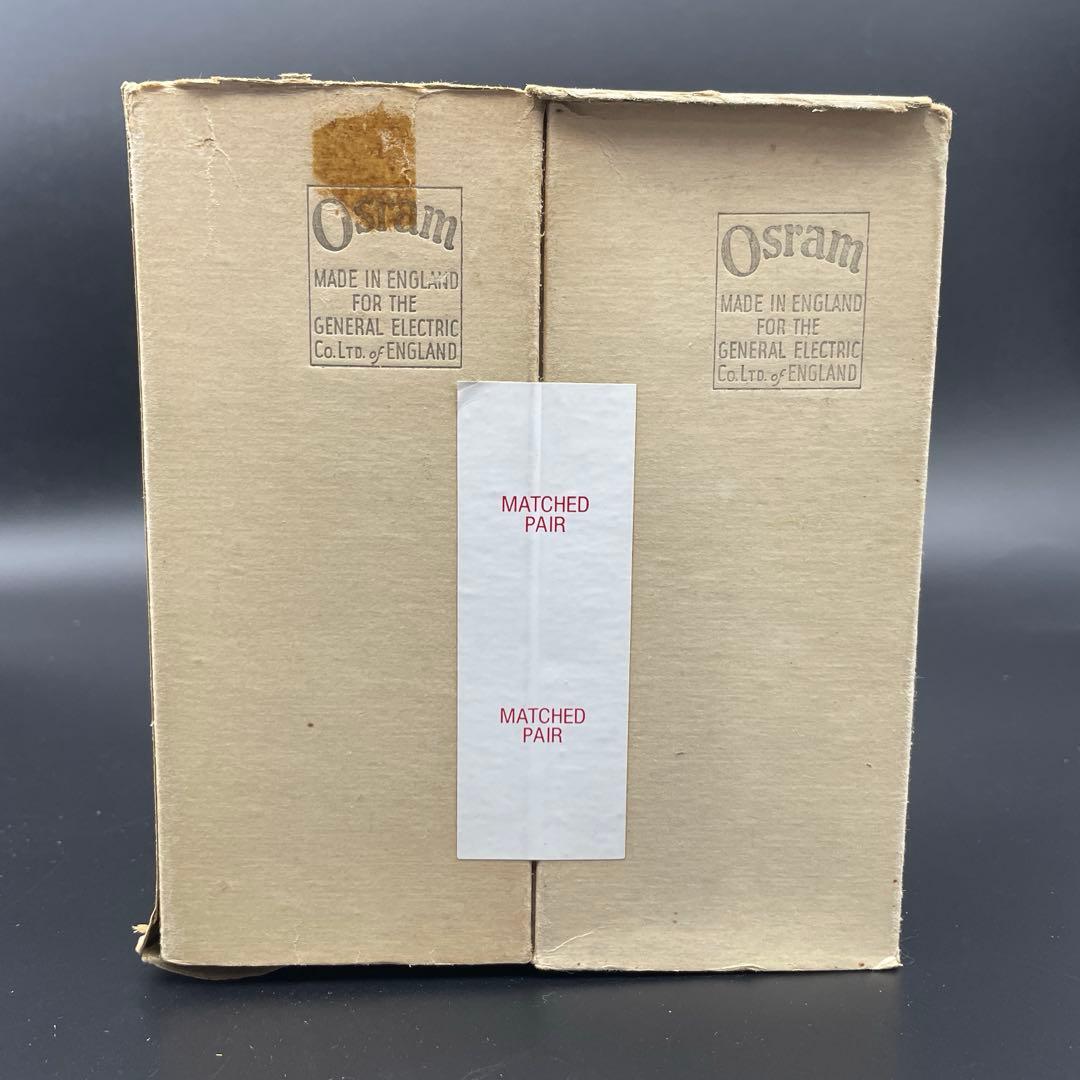 Osram
MADE IN ENGLAND
FOR THE
GENERAL ELECTRIC
Co. LTD. of ENGLAND
Osram
MADE IN ENGLAND
FOR THE
GENERAL ELECTRIC
Co. LTD. of ENGLAND
MATCHED
PAIR
MATCHED
PAIR